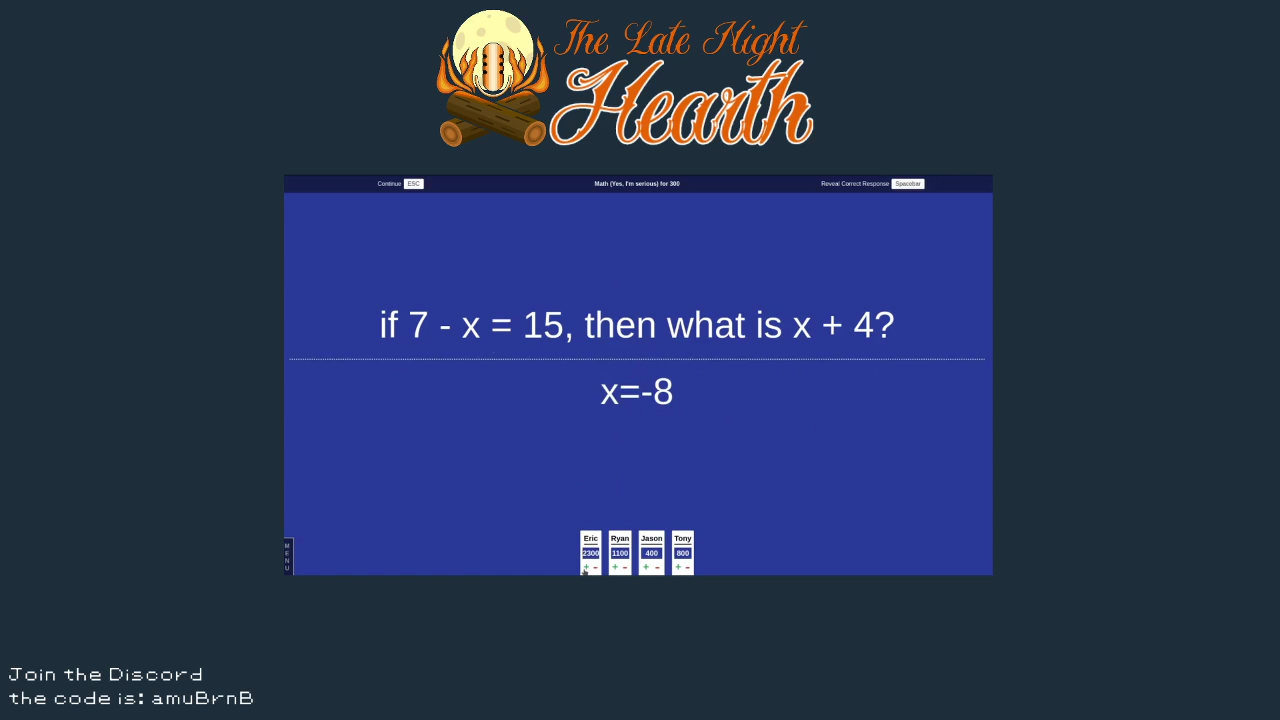 The Late Night
Hearth
Continue ESC
Math (Yes, I'm serious) for 300
Reveal Correct Response Spacebar
if 7 - x = 15, then what is x + 4?
x=-8
MENU
Eric Ryan Jason Tony
2300 1100 400 800
+ - + - + - + -
Join the Discord
the code is: amuBrnB